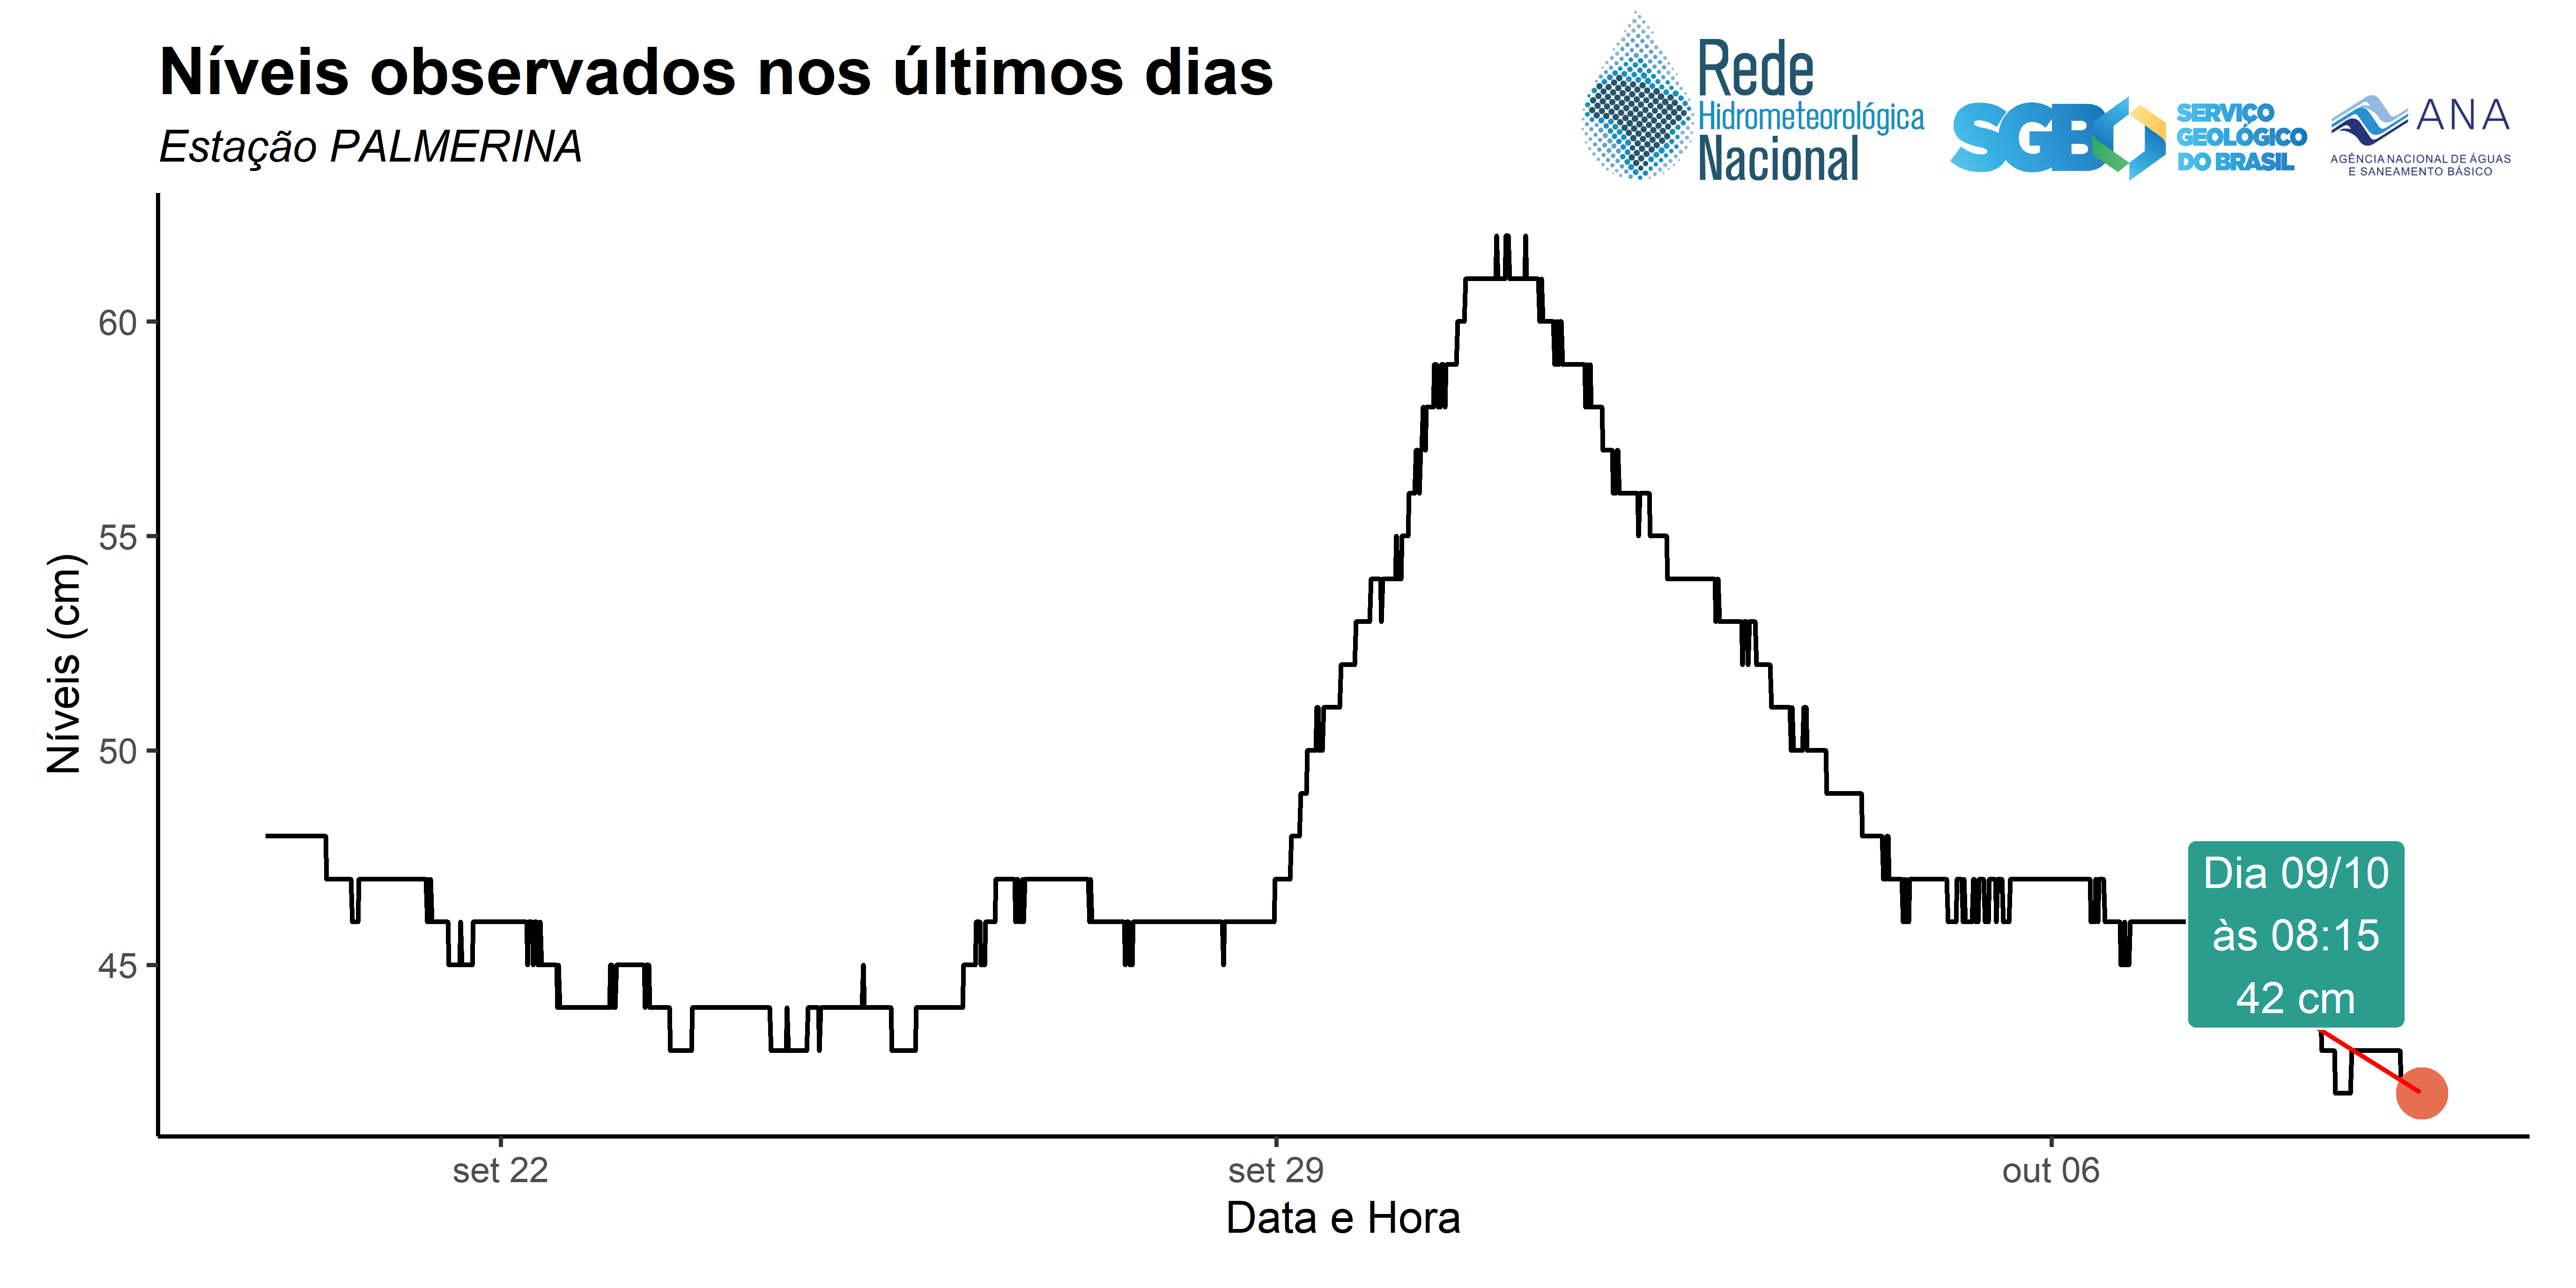 Níveis observados nos últimos dias
Estação PALMERINA
Rede
Hidrometeorológica
Nacional
SGB
SERVIÇO
GEOLÓGICO
DO BRASIL
ANA
AGÊNCIA NACIONAL DE ÁGUAS
E SANEAMENTO BÁSICO
Níveis (cm)
60
55
50
45
Dia 09/10
às 08:15
42 cm
set 22
set 29
out 06
Data e Hora